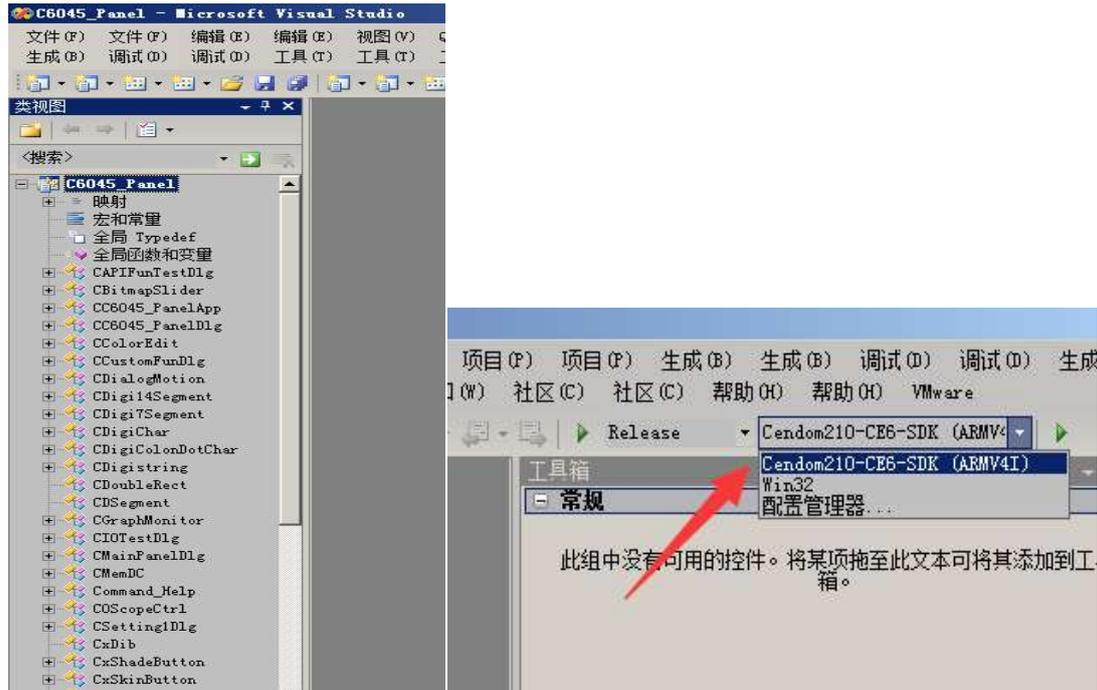 C6045_Panel - Microsoft Visual Studio
文件(F) 文件(F) 编辑(E) 编辑(E) 视图(V)
生成(B) 调试(D) 调试(D) 工具(T) 工具(T)
类视图
<搜索>
C6045_Panel
映射
宏和常量
全局 Typedef
全局函数和变量
CAPIFunTestDlg
CBitmapSlider
CC6045_PanelApp
CC6045_PanelDlg
CColorEdit
CCustomFunDlg
CDialogMotion
CDigi14Segment
CDigi7Segment
CDigiChar
CDigiColonDotChar
CDigistring
CDoubleRect
CDSegment
CGraphMonitor
CIOTestDlg
CMainPanelDlg
CMemDC
Command_Help
COScopeCtrl
CSetting1Dlg
CxDib
CxShadeButton
CxSkinButton
项目(P) 项目(P) 生成(B) 生成(B) 调试(D) 调试(D) 生成
(W) 社区(C) 社区(C) 帮助(H) 帮助(H) VMware
Release Cendom210-CE6-SDK (ARMV4
Cendom210-CE6-SDK (ARMV4I)
Win32
配置管理器...
工具箱
常规
此组中没有可用的控件。将某项拖至此文本可将其添加到工
箱。